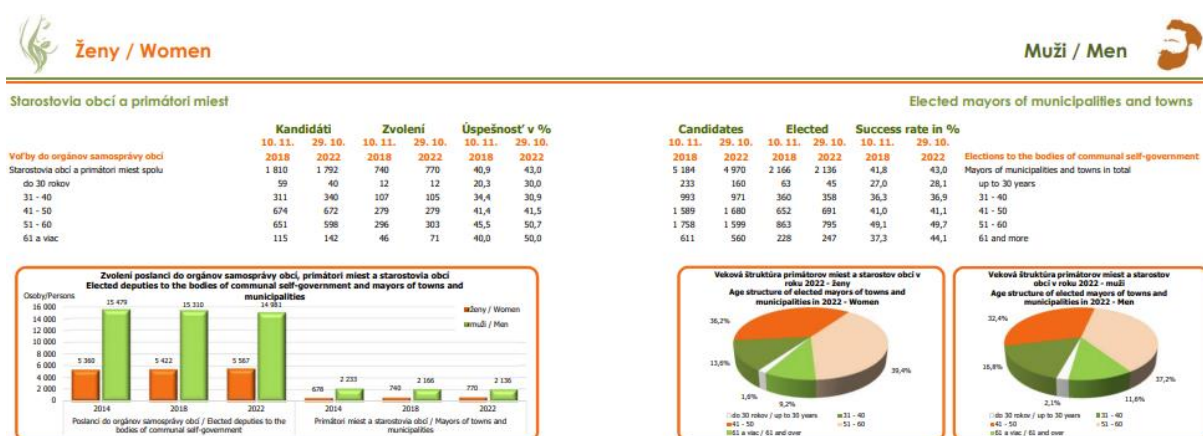 Ženy / Women
Muži / Men
Starostovia obcí a primátori miest
Elected mayors of municipalities and towns
Kandidáti Zvolení Úspešnosť v %
10. 11. 29. 10. 10. 11. 29. 10. 10. 11. 29. 10.
Voľby do orgánov samosprávy obcí 2018 2022 2018 2022 2018 2022
Starostovia obcí a primátori miest spolu 1 810 1 792 740 770 40,9 43,0
do 30 rokov 59 40 12 12 20,3 30,0
31 - 40 311 340 107 105 34,4 30,9
41 - 50 674 672 279 279 41,4 41,5
51 - 60 651 598 296 303 45,5 50,7
61 a viac 115 142 46 71 40,0 50,0
Candidates Elected Success rate in %
10. 11. 29. 10. 10. 11. 29. 10. 10. 11. 29. 10.
2018 2022 2018 2022 2018 2022 Elections to the bodies of communal self-government
5 184 4 970 2 166 2 136 41,8 43,0 Mayors of municipalities and towns in total
233 160 63 45 27,0 28,1 up to 30 years
993 971 360 358 36,3 36,9 31 - 40
1 589 1 680 652 691 41,0 41,1 41 - 50
1 758 1 599 863 795 49,1 49,7 51 - 60
611 560 228 247 37,3 44,1 61 and more
Zvolení poslanci do orgánov samosprávy obcí, primátori miest a starostovia obcí
Elected deputies to the bodies of communal self-government and mayors of towns and
municipalities
Osoby/Persons
16 000
14 000
12 000
10 000
8 000
6 000
4 000
2 000
0
5 360 15 479 5 422 15 310 5 567 14 981 676 2 233 740 2 166 770 2 136
ženy / Women
muži / Men
2014 2018 2022 2014 2018 2022
Poslanci do orgánov samosprávy obcí / Elected deputies to the
bodies of communal self-government
Primátori miest a starostovia obcí / Mayors of towns and
municipalities
Veková štruktúra primátorov miest a starostov obcí v
roku 2022 - ženy
Age structure of elected mayors of towns and
municipalities in 2022 - Women
36,2%
13,6%
39,4%
1,6%
9,2%
do 30 rokov / up to 30 years 31 - 40
41 - 50 51 - 60
61 a viac / 61 and over
Veková štruktúra primátorov miest a starostov
obcí v roku 2022 - muži
Age structure of elected mayors of towns and
municipalities in 2022 - Men
32,4%
16,8%
37,2%
2,1%
11,6%
do 30 rokov / up to 30 years 31 - 40
41 - 50 51 - 60
61 a viac / 61 and over